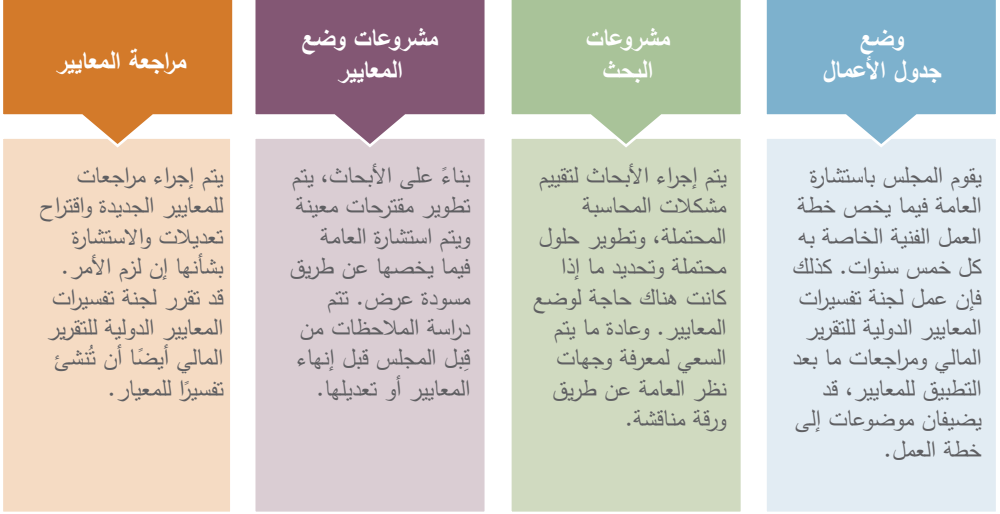 وضع
جدول الأعمال
يقوم المجلس باستشارة
العامة فيما يخص خطة
العمل الفنية الخاصة به
كل خمس سنوات. كذلك
فإن عمل لجنة تفسيرات
المعايير الدولية للتقرير
المالي ومراجعات ما بعد
التطبيق للمعايير، قد
يضيفان موضوعات إلى
خطة العمل.
مشروعات
البحث
يتم إجراء الأبحاث لتقييم
مشكلات المحاسبة
المحتملة، وتطوير حلول
محتملة وتحديد ما إذا
كانت هناك حاجة لوضع
المعايير. وعادة ما يتم
السعي لمعرفة وجهات
نظر العامة عن طريق
ورقة مناقشة.
مشروعات وضع
المعايير
بناءً على الأبحاث، يتم
تطوير مقترحات معينة
ويتم استشارة العامة
فيما يخصها عن طريق
مسودة عرض. تتم
دراسة الملاحظات من
قِبل المجلس قبل إنهاء
المعايير أو تعديلها.
مراجعة المعايير
يتم إجراء مراجعات
للمعايير الجديدة واقتراح
تعديلات والاستشارة
بشأنها إن لزم الأمر.
قد تقرر لجنة تفسيرات
المعايير الدولية للتقرير
المالي أيضًا أن تُنشئ
تفسيرًا للمعيار.